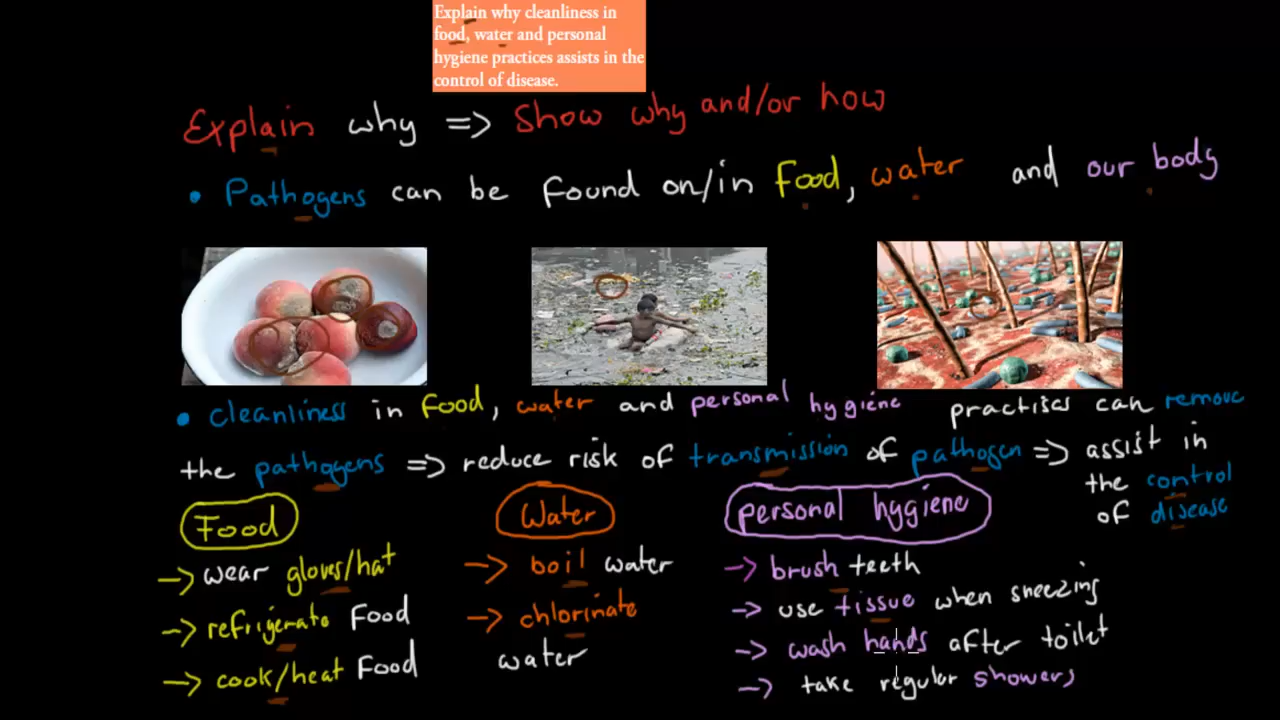 Explain why cleanliness in
food, water and personal
hygiene practices assists in the
control of disease.
Explain why => Show why and/or how
• Pathogens can be found on/in food, water and our body
• Cleanliness in food, water and personal hygiene practises can remove
the pathogens => reduce risk of transmission of pathogen => assist in
the control
of disease
Food
-> wear gloves/hat
-> refrigerate Food
-> cook/heat Food
Water
-> boil water
-> chlorinate
water
personal hygiene
-> brush teeth
-> use tissue when sneezing
-> wash hands after toilet
-> take regular showers